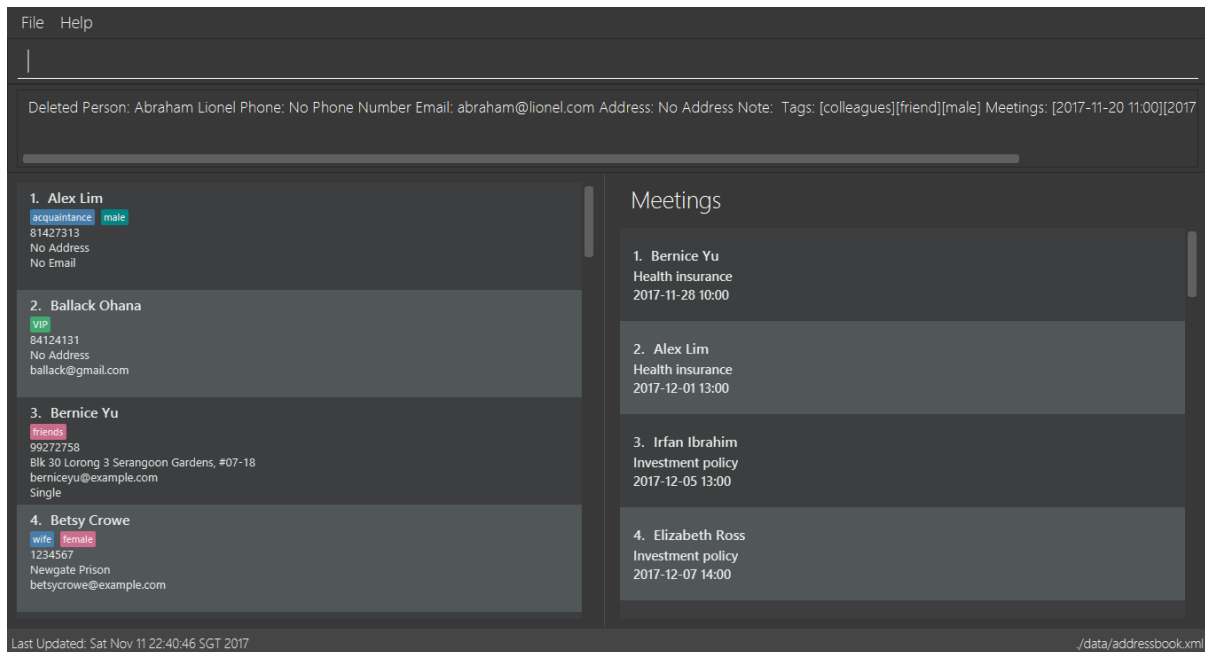 File Help
Deleted Person: Abraham Lionel Phone: No Phone Number Email: abraham@lionel.com Address: No Address Note: Tags: [colleagues][friend][male] Meetings: [2017-11-20 11:00][2017
1. Alex Lim
acquaintance male
81427313
No Address
No Email
2. Ballack Ohana
VIP
84124131
No Address
ballack@gmail.com
3. Bernice Yu
friends
99272758
Blk 30 Lorong 3 Serangoon Gardens, #07-18
berniceyu@example.com
Single
4. Betsy Crowe
wife female
1234567
Newgate Prison
betsycrowe@example.com
Meetings
1. Bernice Yu
Health insurance
2017-11-28 10:00
2. Alex Lim
Health insurance
2017-12-01 13:00
3. Irfan Ibrahim
Investment policy
2017-12-05 13:00
4. Elizabeth Ross
Investment policy
2017-12-07 14:00
Last Updated: Sat Nov 11 22:40:46 SGT 2017
./data/addressbook.xml